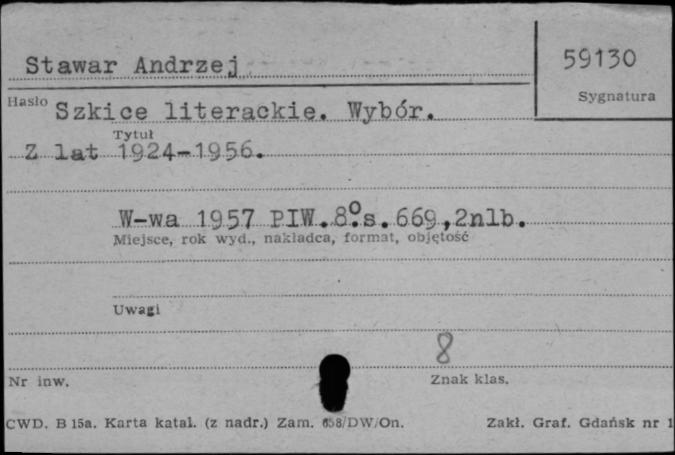 Stawar Andrzej
59130
Hasło
Sygnatura
Szkice literackie. Wybór.
Tytuł
Z lat 1924-1956.
W-wa 1957 PIW.8º.s.669,2nlb.
Miejsce, rok wyd., nakładca, format, objętość
Uwagi
8
Nr inw.
Znak klas.
CWD. B 15a. Karta katal. (z nadr.) Zam. 658/DW/On.
Zakł. Graf. Gdańsk nr 1